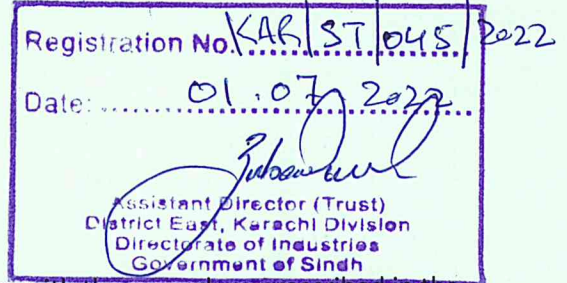 Registration No. KAR/ST/045/2022
Date: 01.07.2022
Assistant Director (Trust)
District East, Karachi Division
Directorate of Industries
Government of Sindh